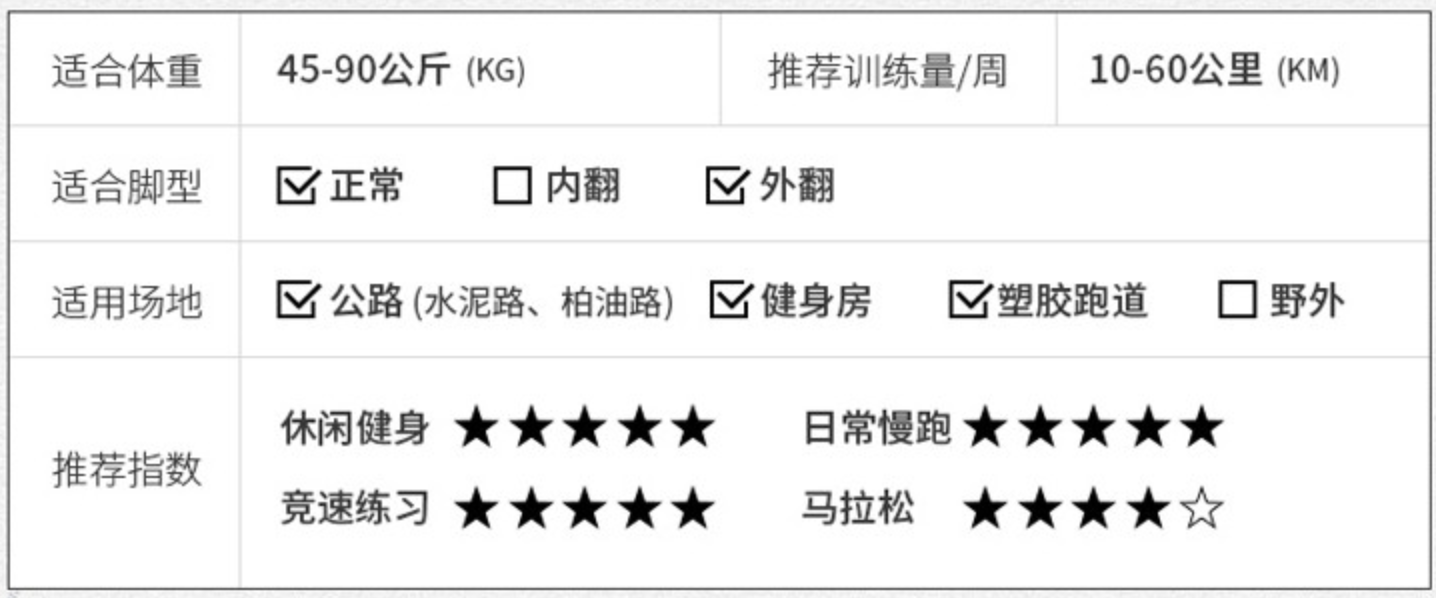 适合体重 45-90公斤 (KG) 推荐训练量/周 10-60公里 (KM)
适合脚型 ☑正常 ☐内翻 ☑外翻
适用场地 ☑公路 (水泥路、柏油路) ☑健身房 ☑塑胶跑道 ☐野外
推荐指数
休闲健身 ★★★★★ 日常慢跑 ★★★★★
竞速练习 ★★★★★ 马拉松 ★★★★☆